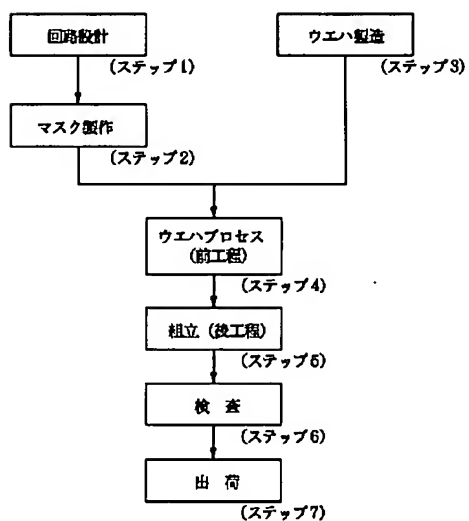 回路設計
(ステップ1)
ウエハ製造
(ステップ3)
マスク製作
(ステップ2)
ウエハプロセス
(前工程)
(ステップ4)
組立(後工程)
(ステップ5)
検 査
(ステップ6)
出 荷
(ステップ7)